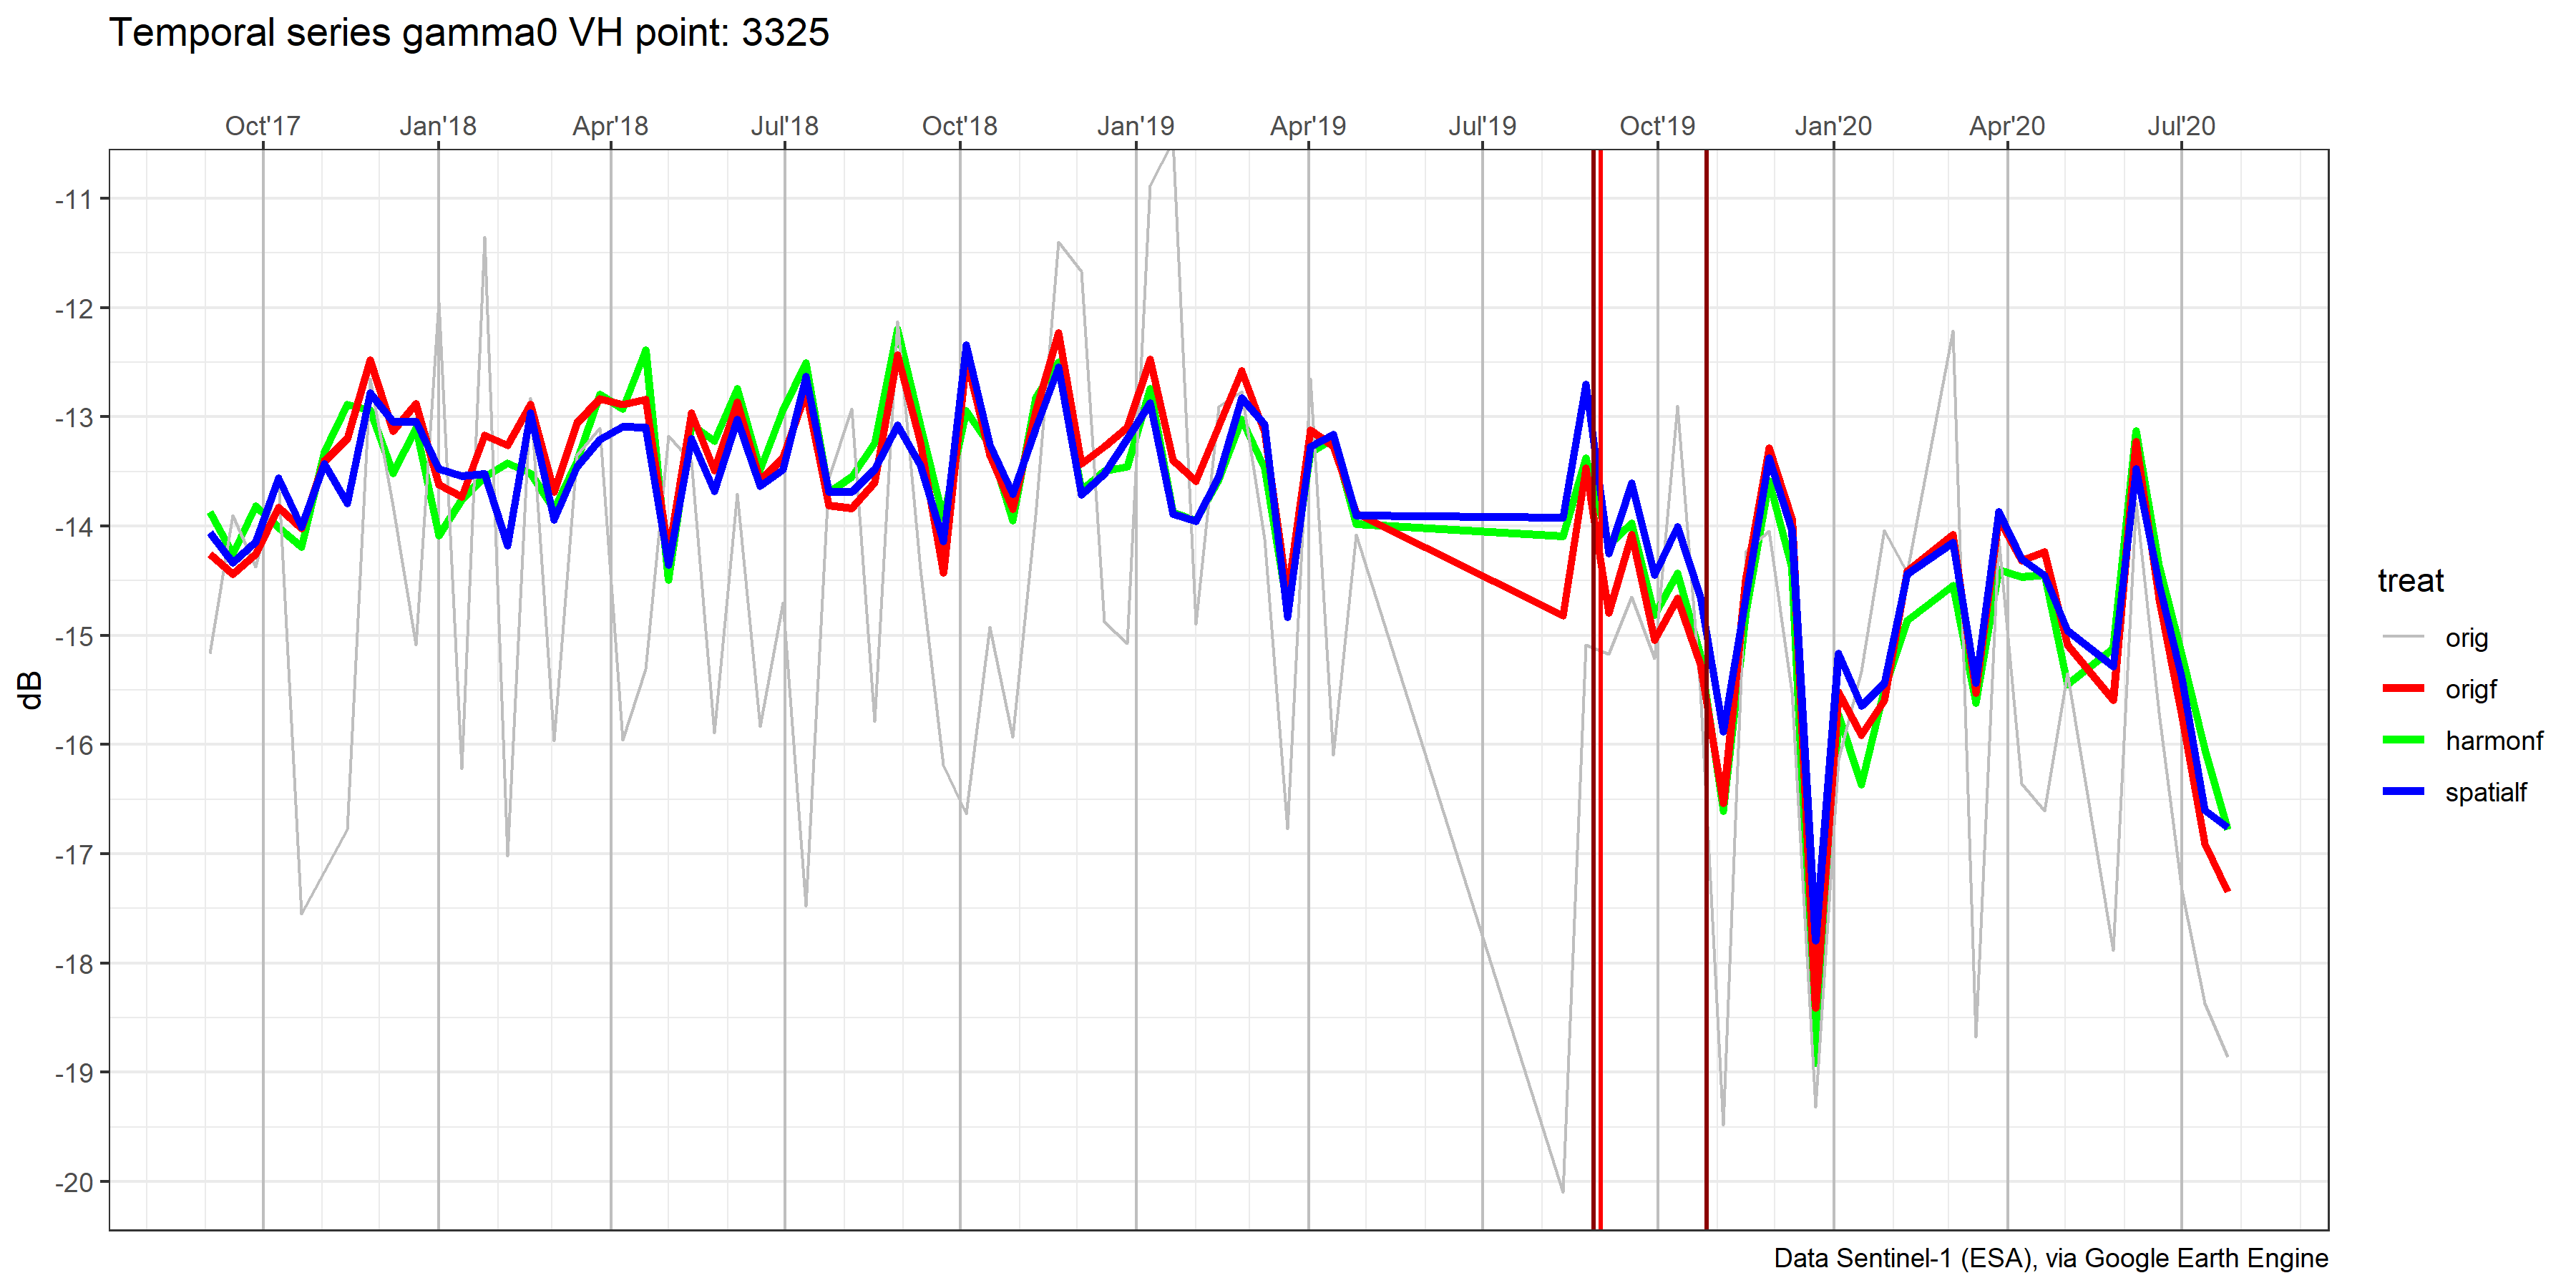 Temporal series gamma0 VH point: 3325
Oct'17 Jan'18 Apr'18 Jul'18 Oct'18 Jan'19 Apr'19 Jul'19 Oct'19 Jan'20 Apr'20 Jul'20
-11
-12
-13
-14
-15
-16
-17
-18
-19
-20
dB
treat
orig
origf
harmonf
spatialf
Data Sentinel-1 (ESA), via Google Earth Engine